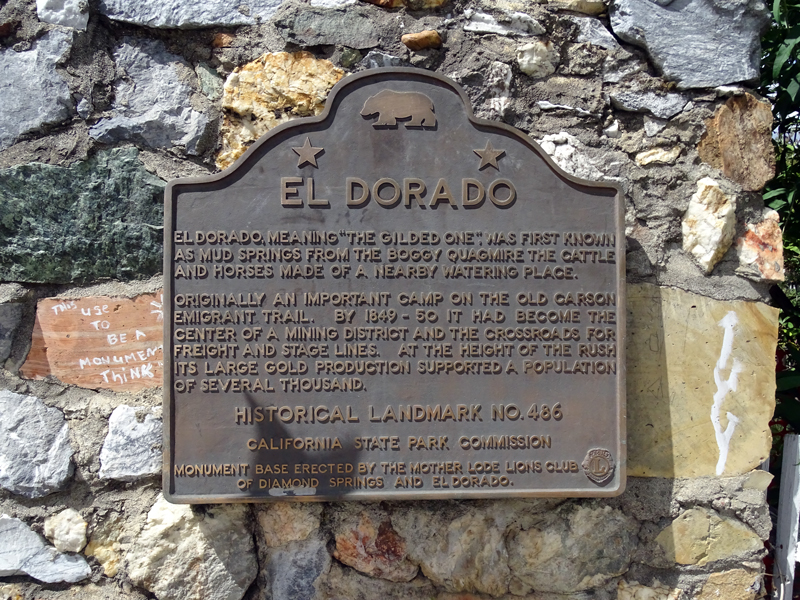 EL DORADO
EL DORADO, MEANING "THE GILDED ONE", WAS FIRST KNOWN
AS MUD SPRINGS FROM THE BOGGY QUAGMIRE THE CATTLE
AND HORSES MADE OF A NEARBY WATERING PLACE.
ORIGINALLY AN IMPORTANT CAMP ON THE OLD CARSON
EMIGRANT TRAIL. BY 1849-50 IT HAD BECOME THE
CENTER OF A MINING DISTRICT AND THE CROSSROADS FOR
FREIGHT AND STAGE LINES. AT THE HEIGHT OF THE RUSH
ITS LARGE GOLD PRODUCTION SUPPORTED A POPULATION
OF SEVERAL THOUSAND.
HISTORICAL LANDMARK NO. 486
CALIFORNIA STATE PARK COMMISSION
MONUMENT BASE ERECTED BY THE MOTHER LODE LIONS CLUB
OF DIAMOND SPRINGS AND EL DORADO.
THIS USE
TO
BE A
MONUMENT
THINK